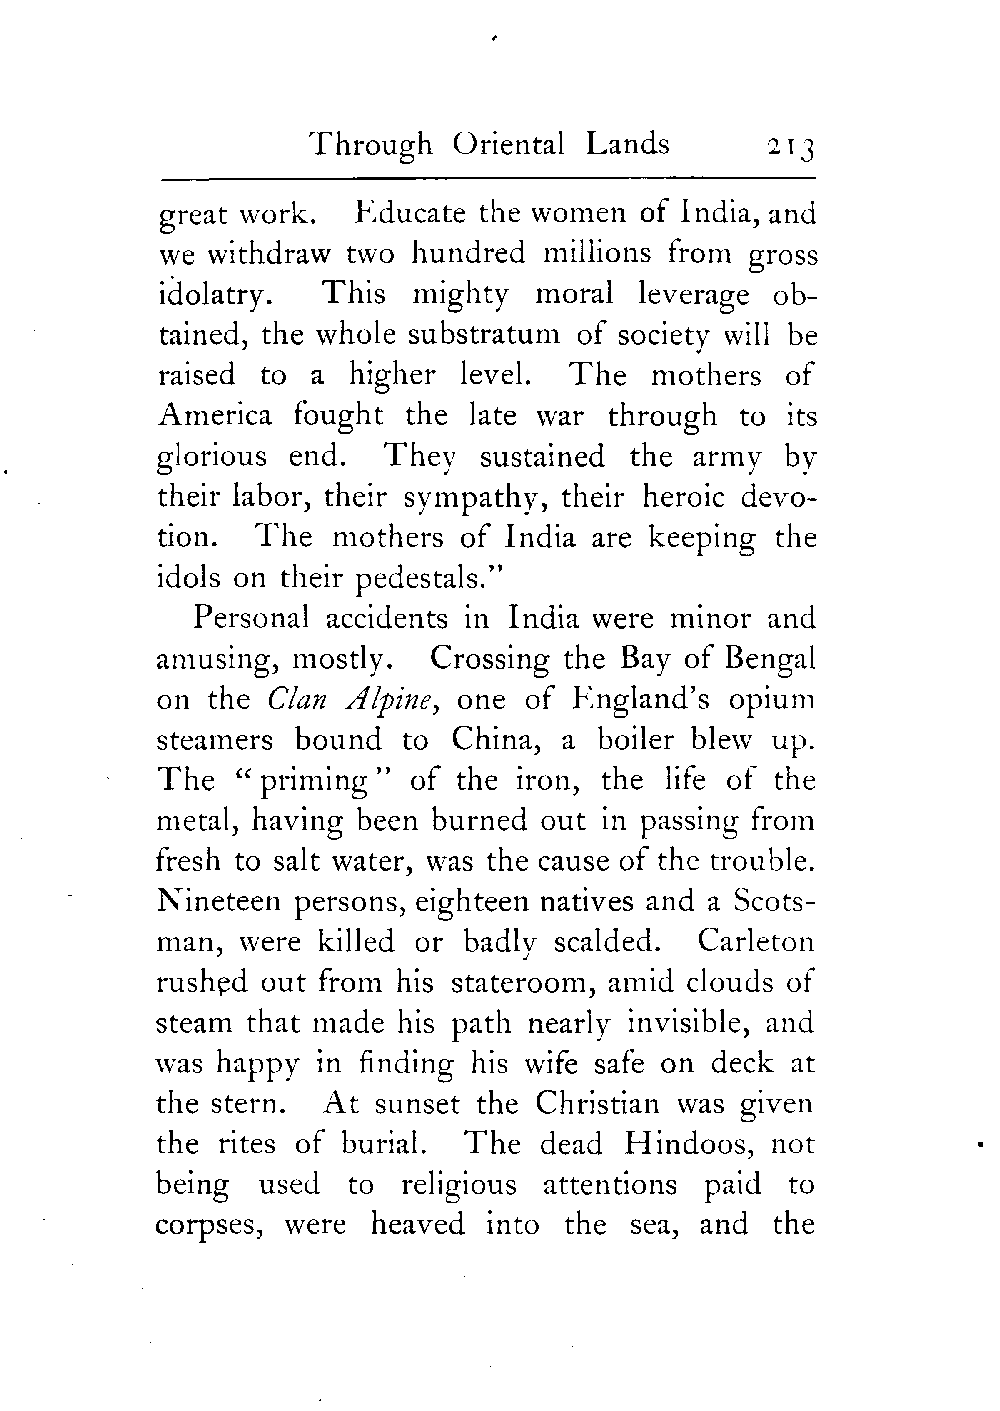 Through Oriental Lands 213
great work. Educate the women of India, and
we withdraw two hundred millions from gross
idolatry. This mighty moral leverage ob-
tained, the whole substratum of society will be
raised to a higher level. The mothers of
America fought the late war through to its
glorious end. They sustained the army by
their labor, their sympathy, their heroic devo-
tion. The mothers of India are keeping the
idols on their pedestals."
Personal accidents in India were minor and
amusing, mostly. Crossing the Bay of Bengal
on the Clan Alpine, one of England's opium
steamers bound to China, a boiler blew up.
The "priming" of the iron, the life of the
metal, having been burned out in passing from
fresh to salt water, was the cause of the trouble.
Nineteen persons, eighteen natives and a Scots-
man, were killed or badly scalded. Carleton
rushed out from his stateroom, amid clouds of
steam that made his path nearly invisible, and
was happy in finding his wife safe on deck at
the stern. At sunset the Christian was given
the rites of burial. The dead Hindoos, not
being used to religious attentions paid to
corpses, were heaved into the sea, and the